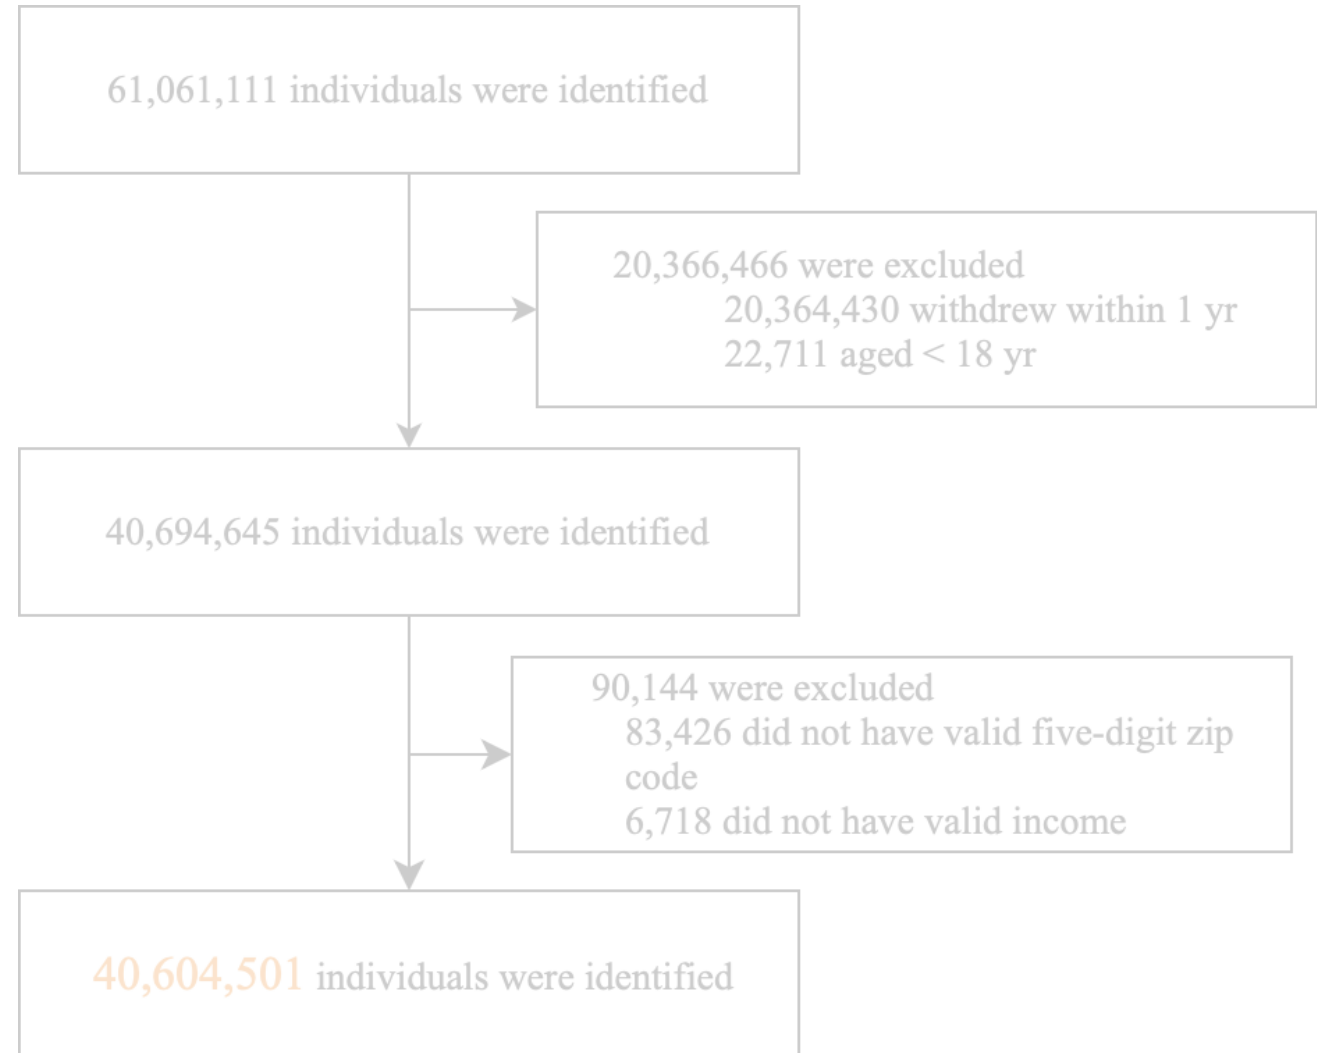 61,061,111 individuals were identified
20,366,466 were excluded
20,364,430 withdrew within 1 yr
22,711 aged < 18 yr
40,694,645 individuals were identified
90,144 were excluded
83,426 did not have valid five-digit zip
code
6,718 did not have valid income
40,604,501 individuals were identified